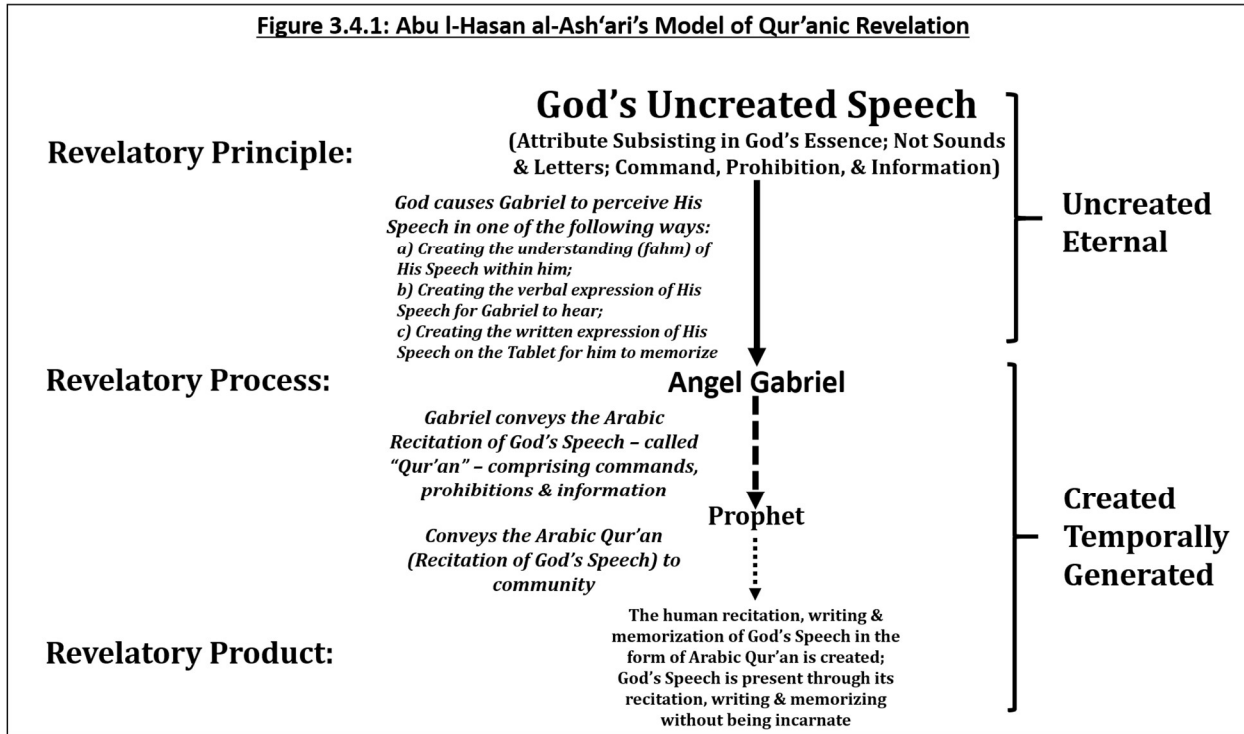 Figure 3.4.1: Abu l-Hasan al-Ash‘ari’s Model of Qur’anic Revelation
God’s Uncreated Speech
(Attribute Subsisting in God’s Essence; Not Sounds
& Letters; Command, Prohibition, & Information)
Revelatory Principle:
God causes Gabriel to perceive His
Speech in one of the following ways:
a) Creating the understanding (fahm) of
His Speech within him;
b) Creating the verbal expression of His
Speech for Gabriel to hear;
c) Creating the written expression of His
Speech on the Tablet for him to memorize
Uncreated
Eternal
Revelatory Process:
Angel Gabriel
Gabriel conveys the Arabic
Recitation of God’s Speech – called
“Qur’an” – comprising commands,
prohibitions & information
Prophet
Conveys the Arabic Qur’an
(Recitation of God’s Speech) to
community
Created
Temporally
Generated
Revelatory Product:
The human recitation, writing &
memorization of God’s Speech in the
form of Arabic Qur’an is created;
God’s Speech is present through its
recitation, writing & memorizing
without being incarnate